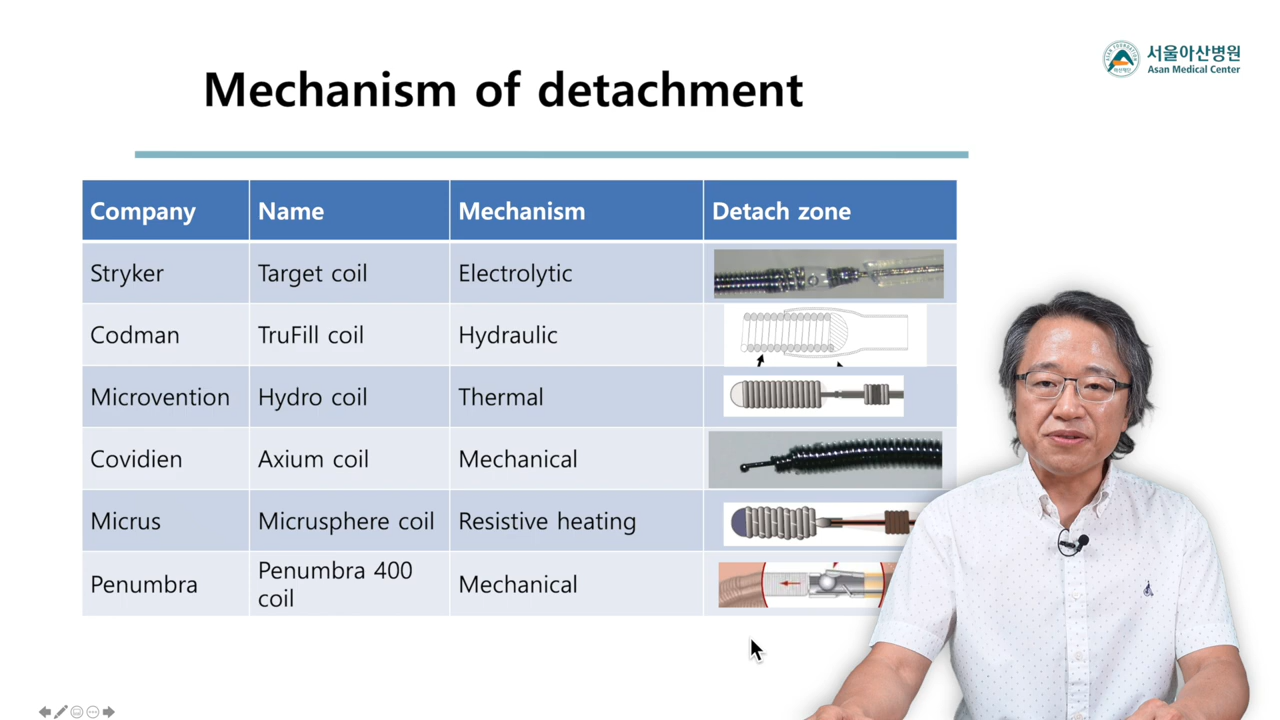 서울아산병원
Asan Medical Center
Mechanism of detachment
Company Name Mechanism Detach zone
Stryker Target coil Electrolytic
Codman TruFill coil Hydraulic
Microvention Hydro coil Thermal
Covidien Axium coil Mechanical
Micrus Micrusphere coil Resistive heating
Penumbra Penumbra 400 coil Mechanical